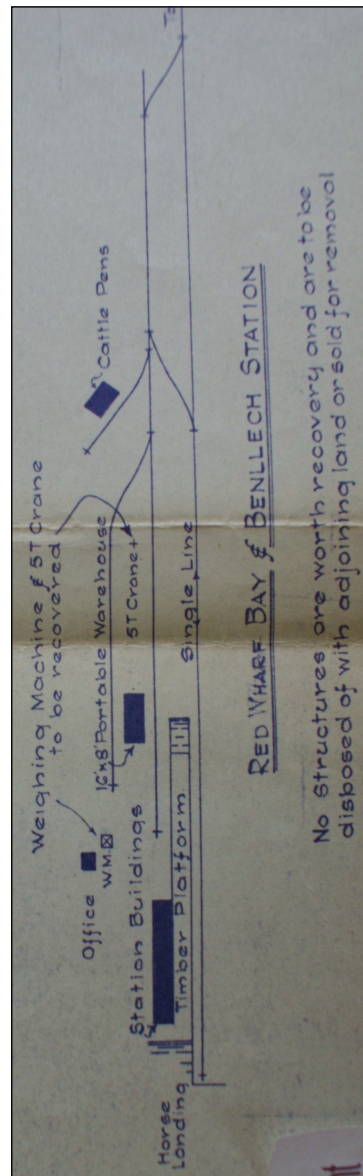 Weighing Machine & 5T Crane
to be recovered
Cattle Pens
Office
W.M.
16'x8' Portable Warehouse
5T Crane
Station Buildings
Timber Platform
Single Line
Horse
Landing
RED WHARF BAY & BENLLECH STATION
No structures are worth recovery and are to be
disposed of with adjoining land or sold for removal